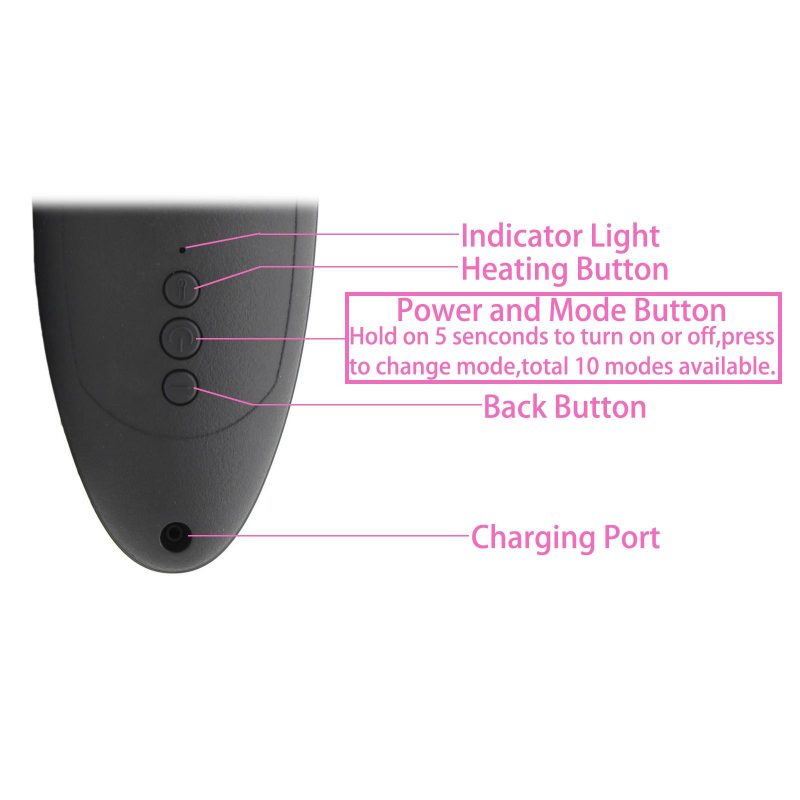 Indicator Light
Heating Button
Power and Mode Button
Hold on 5 senconds to turn on or off,press
to change mode,total 10 modes available.
Back Button
Charging Port